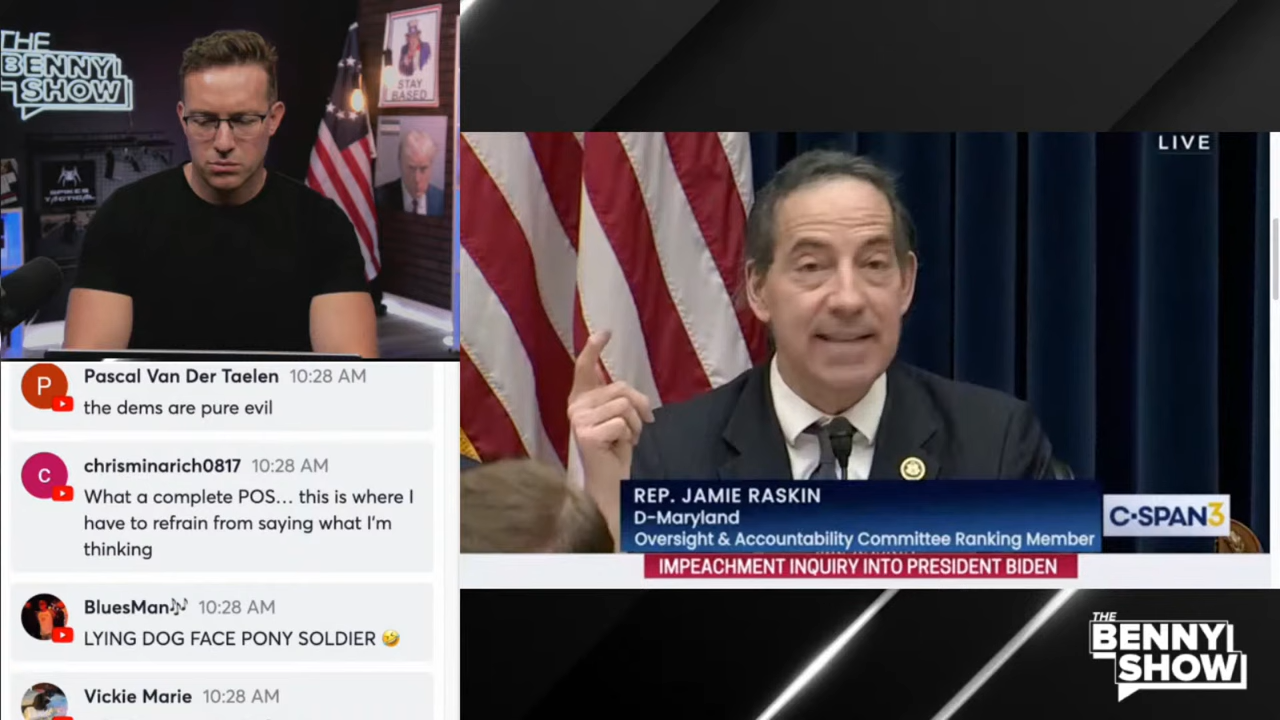 THE
BENNY
SHOW
STAY
BASED
SPIKE'S
TACTICAL
P
Pascal Van Der Taelen 10:28 AM
the dems are pure evil
c
chrisminarich0817 10:28 AM
What a complete POS... this is where I
have to refrain from saying what I'm
thinking
BluesMan🎶 10:28 AM
LYING DOG FACE PONY SOLDIER 🤣
Vickie Marie 10:28 AM
LIVE
REP. JAMIE RASKIN
D-Maryland
Oversight & Accountability Committee Ranking Member
C-SPAN3
IMPEACHMENT INQUIRY INTO PRESIDENT BIDEN
THE
BENNY
SHOW